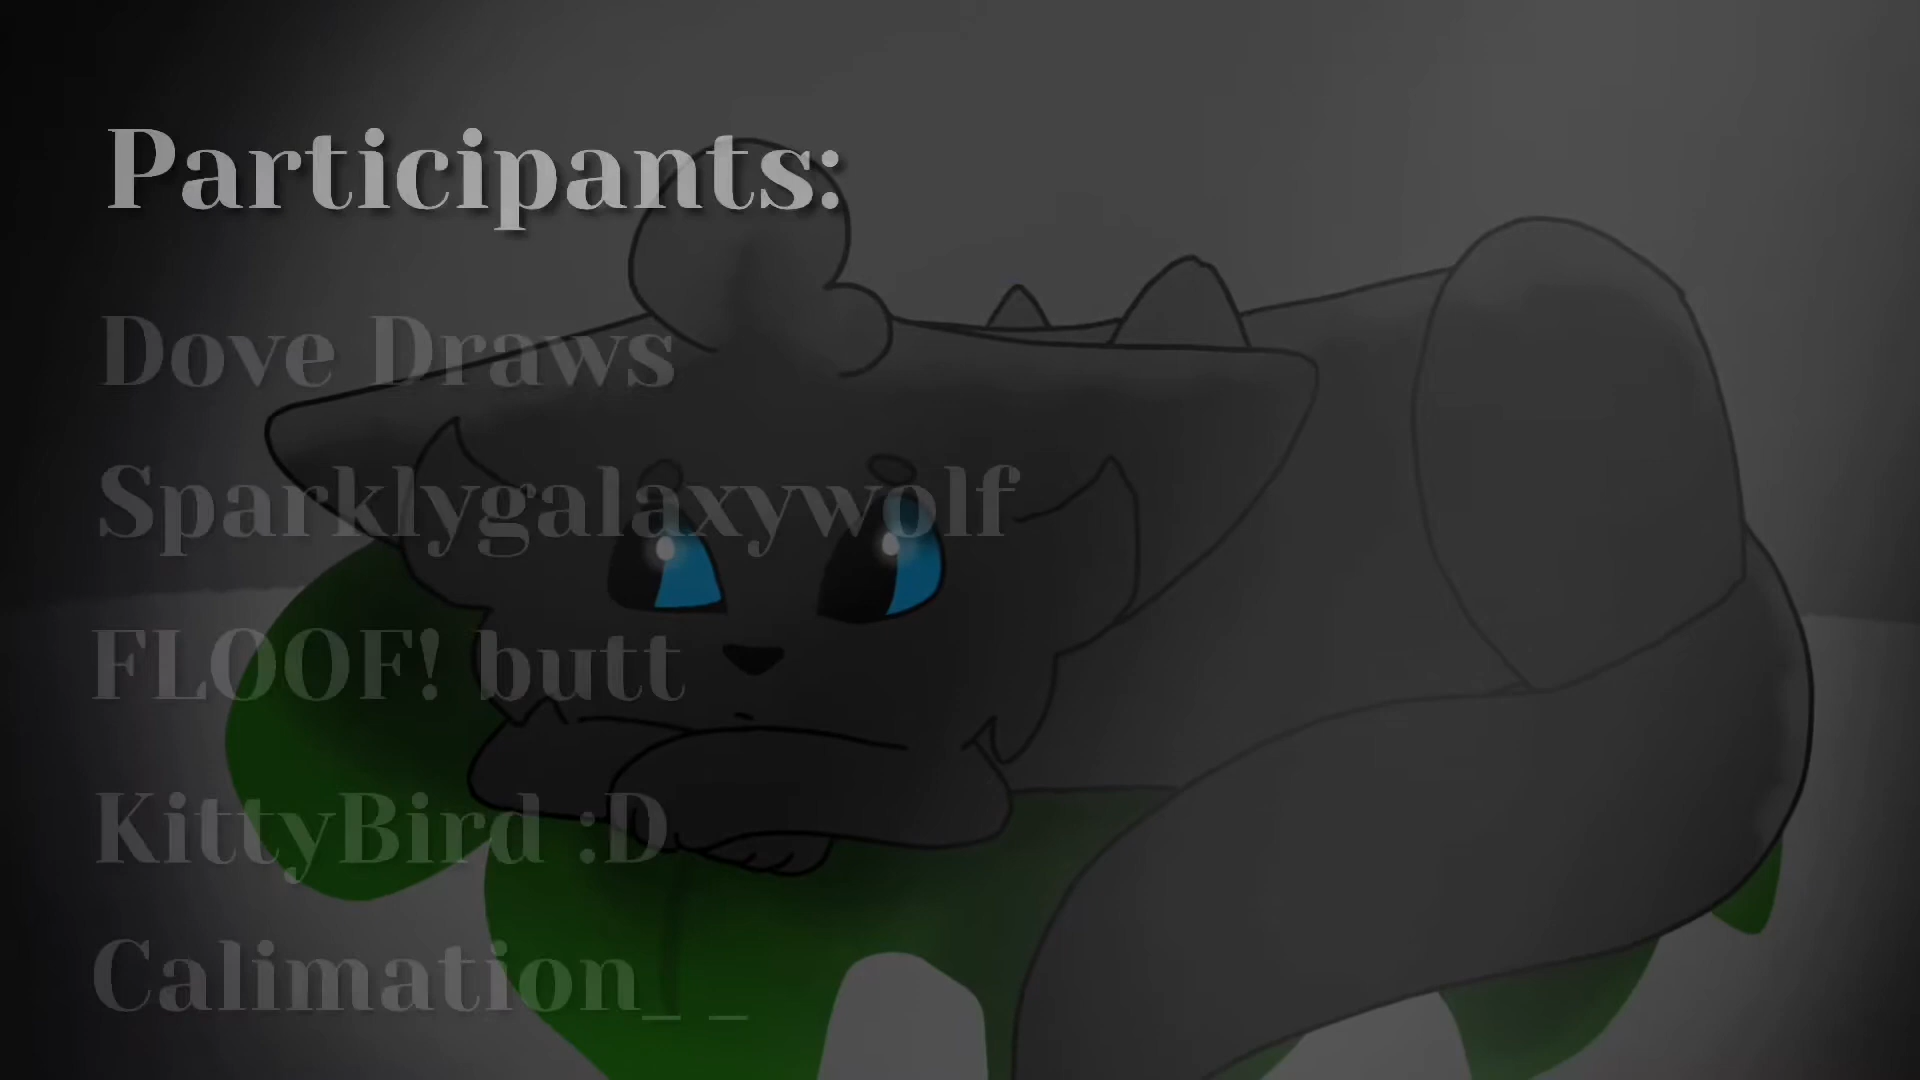 Participants:
Dove Draws
Sparklygalaxywolf
FLOOF! butt
KittyBird :D
Calimation_ _